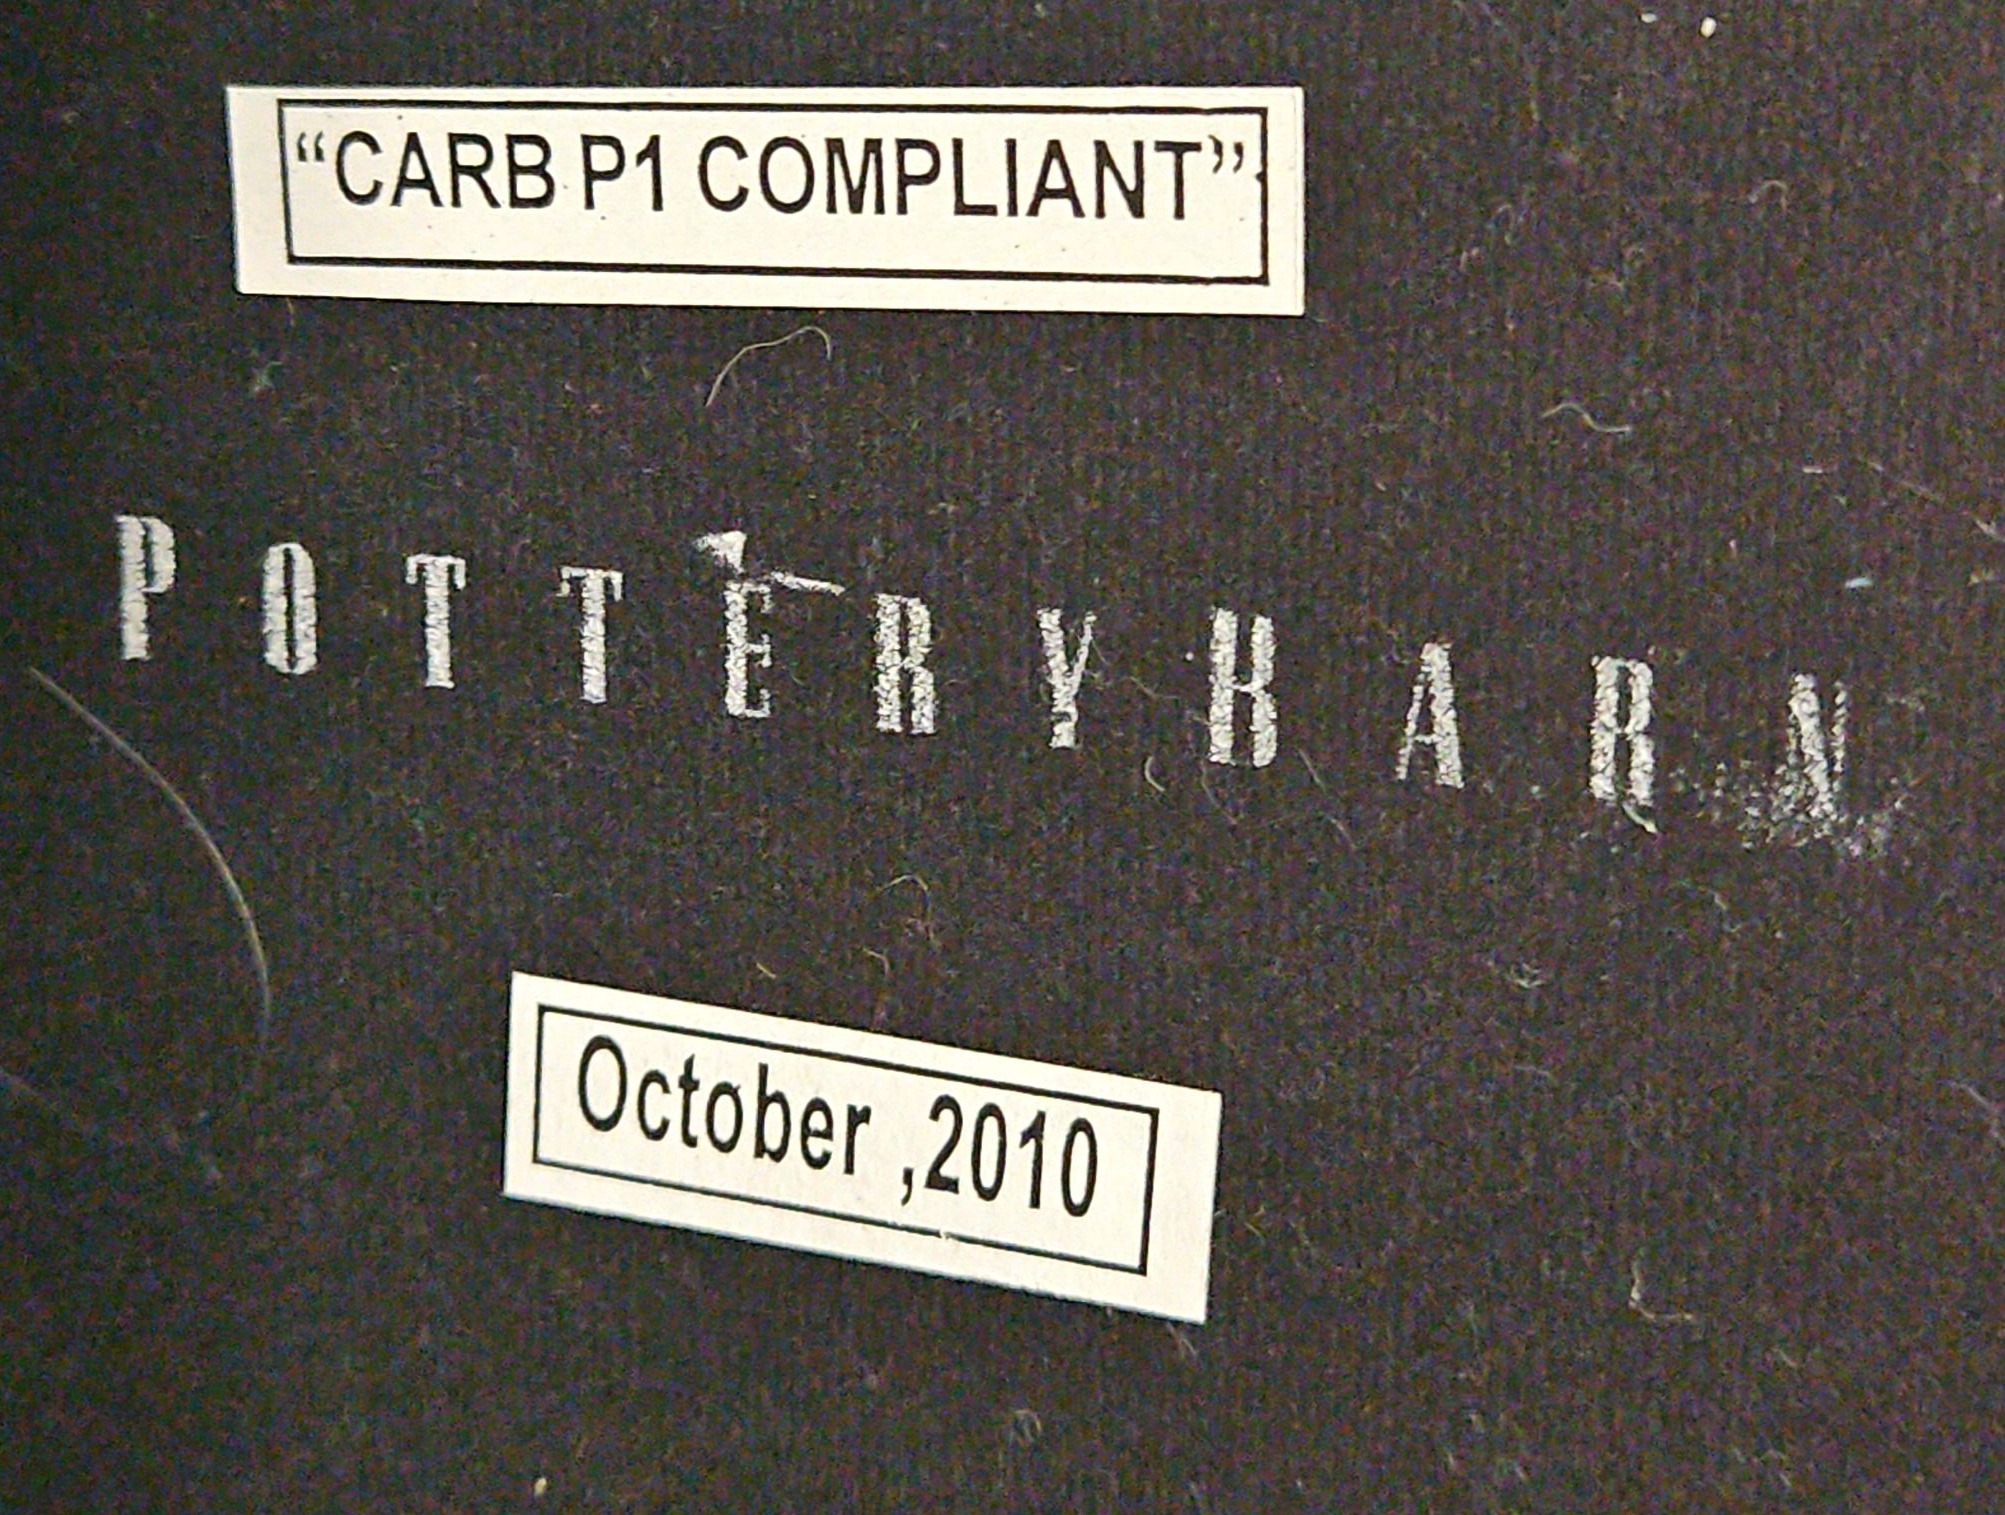 “CARB P1 COMPLIANT”
POTTERYBARN
October ,2010